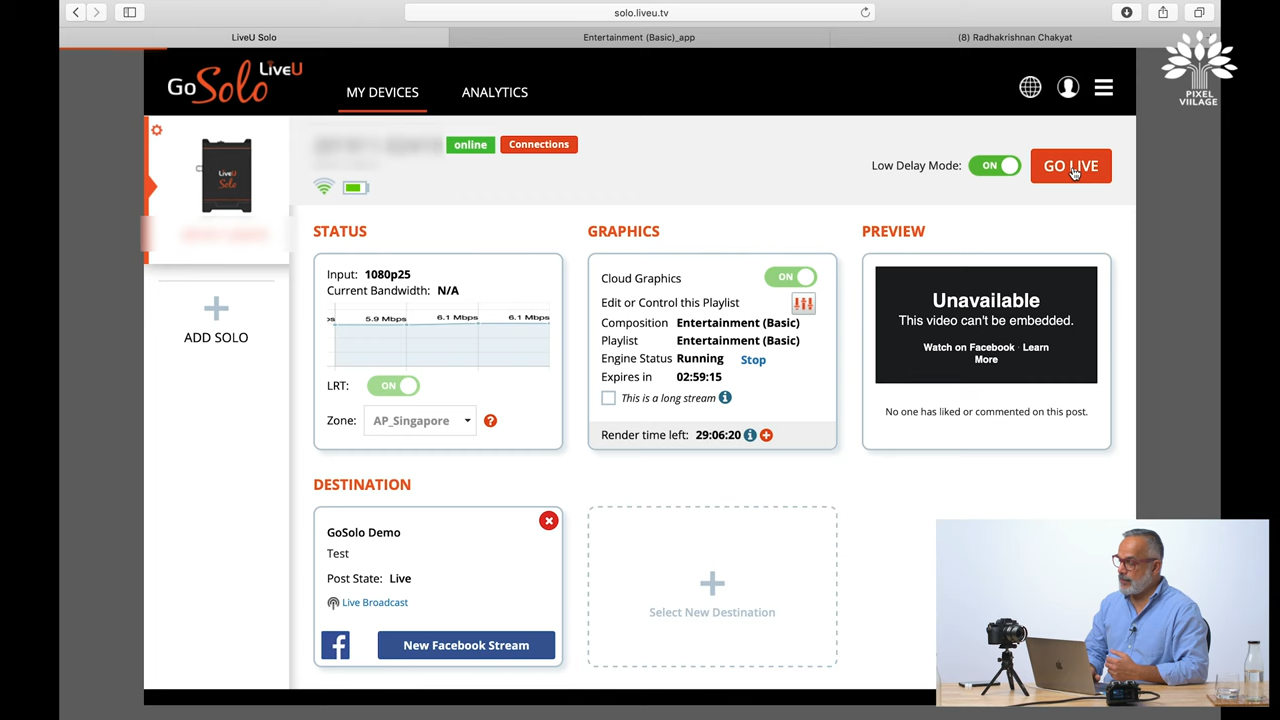 solo.liveu.tv
LiveU Solo
Entertainment (Basic)_app
(8) Radhakrishnan Chakyat
PIXEL
VIILAGE
Go Solo LiveU
MY DEVICES
ANALYTICS
online
Connections
Low Delay Mode:
ON
GO LIVE
LiveU
Solo
ADD SOLO
STATUS
Input: 1080p25
Current Bandwidth: N/A
5.9 Mbps
6.1 Mbps
6.1 Mbps
LRT:
ON
Zone:
AP_Singapore
?
GRAPHICS
Cloud Graphics
ON
Edit or Control this Playlist
Composition Entertainment (Basic)
Playlist Entertainment (Basic)
Engine Status Running Stop
Expires in 02:59:15
This is a long stream
Render time left: 29:06:20
PREVIEW
Unavailable
This video can't be embedded.
Watch on Facebook · Learn
More
No one has liked or commented on this post.
DESTINATION
GoSolo Demo
Test
Post State: Live
Live Broadcast
New Facebook Stream
Select New Destination